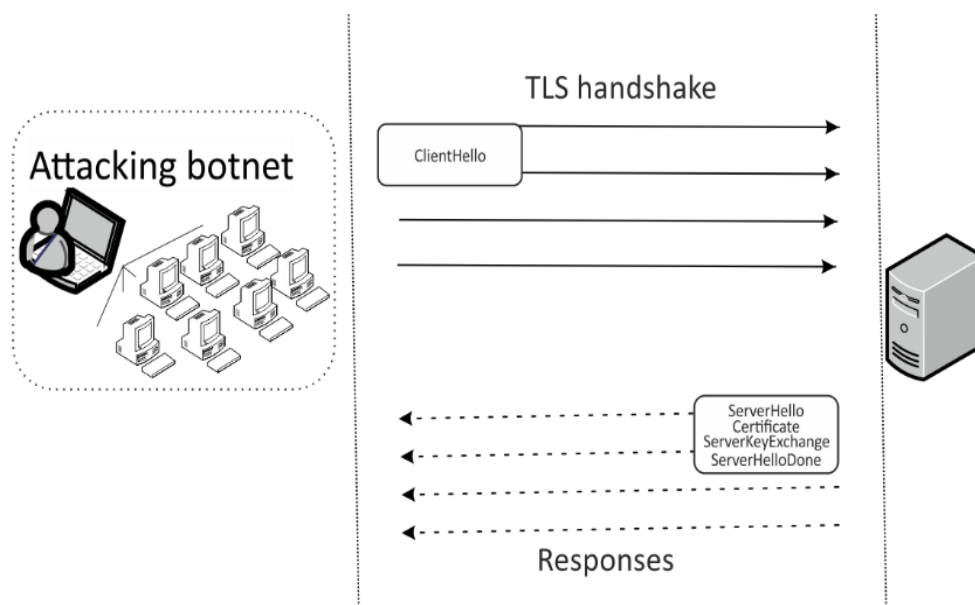 TLS handshake
Attacking botnet
ClientHello
ServerHello
Certificate
ServerKeyExchange
ServerHelloDone
Responses